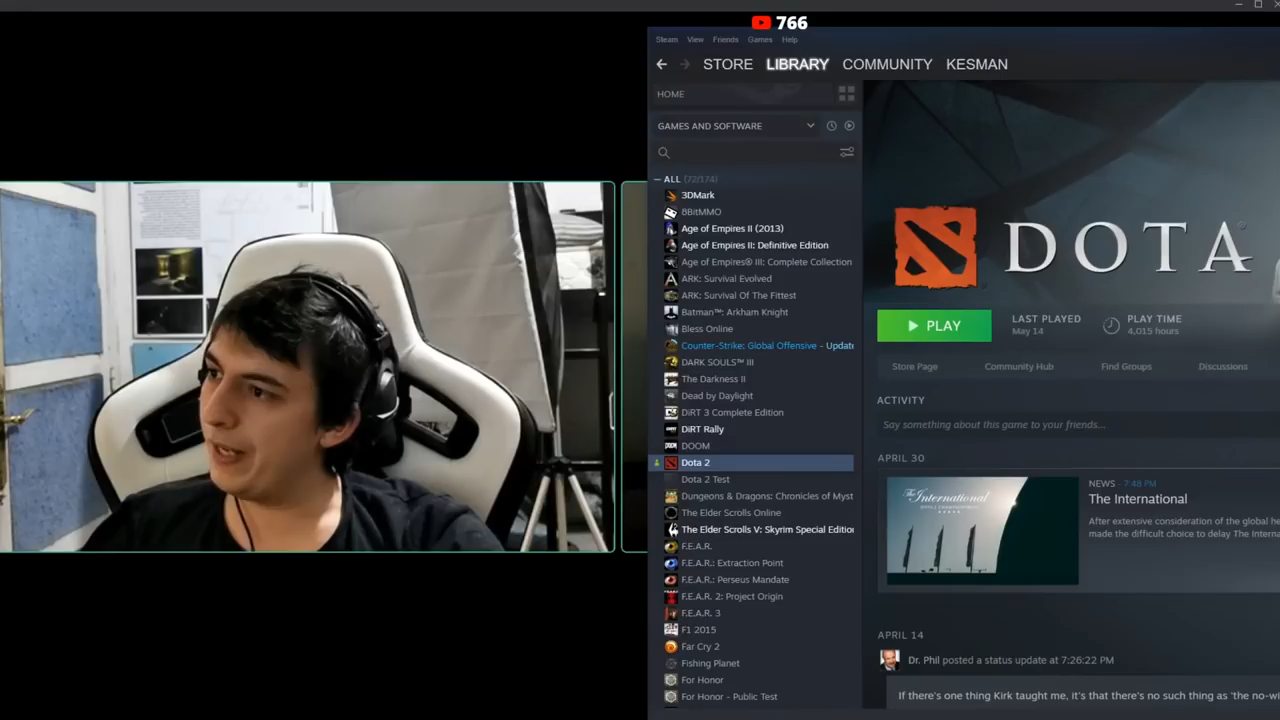 766
Steam View Friends Games Help
STORE LIBRARY COMMUNITY KESMAN
HOME
GAMES AND SOFTWARE
ALL (72/174)
3DMark
8BitMMO
Age of Empires II (2013)
Age of Empires II: Definitive Edition
Age of Empires® III: Complete Collection
ARK: Survival Evolved
ARK: Survival Of The Fittest
Batman™: Arkham Knight
Bless Online
Counter-Strike: Global Offensive - Update
DARK SOULS™ III
The Darkness II
Dead by Daylight
DiRT 3 Complete Edition
DiRT Rally
DOOM
Dota 2
Dota 2 Test
Dungeons & Dragons: Chronicles of Myst
The Elder Scrolls Online
The Elder Scrolls V: Skyrim Special Edition
F.E.A.R.
F.E.A.R.: Extraction Point
F.E.A.R.: Perseus Mandate
F.E.A.R. 2: Project Origin
F.E.A.R. 3
F1 2015
Far Cry 2
Fishing Planet
For Honor
For Honor - Public Test
DOTA
PLAY
LAST PLAYED
May 14
PLAY TIME
4,015 hours
Store Page Community Hub Find Groups Discussions
ACTIVITY
Say something about this game to your friends...
APRIL 30
The International
NEWS - 7:48 PM
The International
After extensive consideration of the global he
made the difficult choice to delay The Interna
APRIL 14
Dr. Phil posted a status update at 7:26:22 PM
If there's one thing Kirk taught me, it's that there's no such thing as 'the no-wi